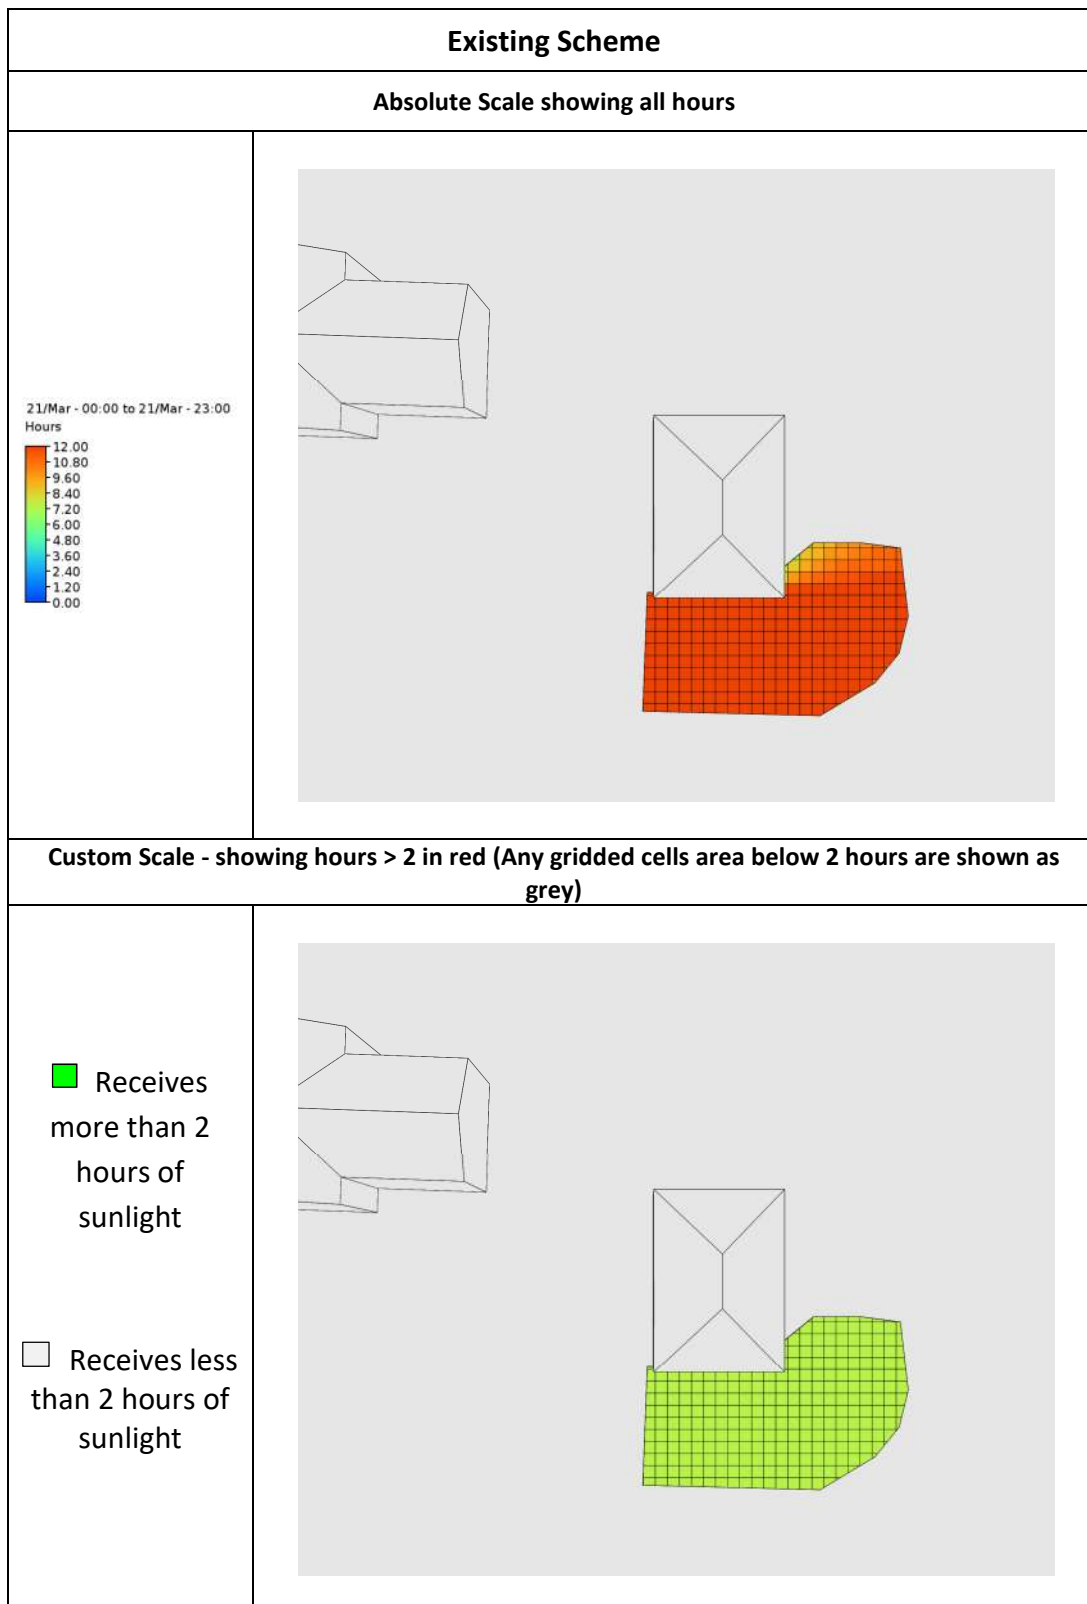 Existing Scheme
Absolute Scale showing all hours
21/Mar - 00:00 to 21/Mar - 23:00
Hours
12.00
10.80
9.60
8.40
7.20
6.00
4.80
3.60
2.40
1.20
0.00
Custom Scale - showing hours > 2 in red (Any gridded cells area below 2 hours are shown as
grey)
Receives
more than 2
hours of
sunlight
Receives less
than 2 hours of
sunlight